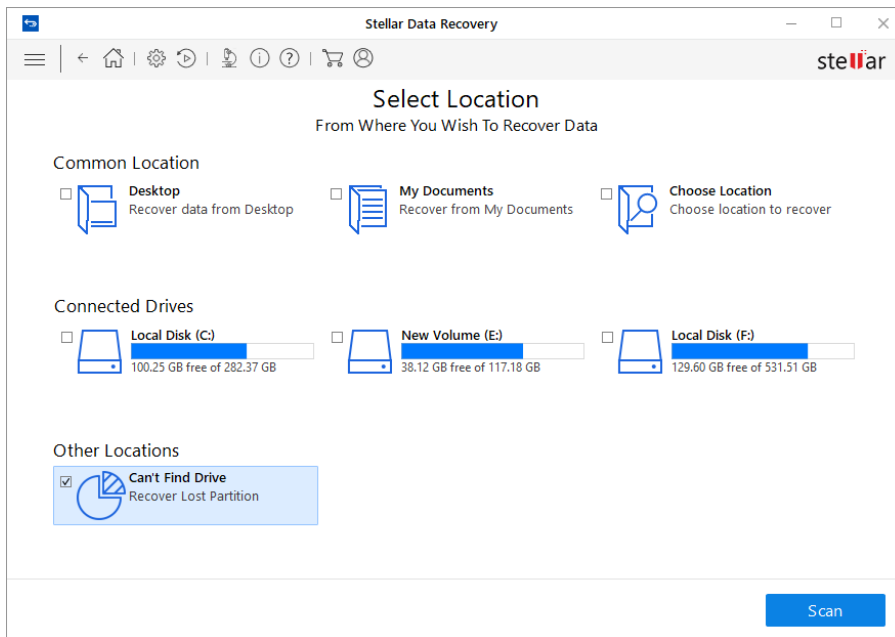 Stellar Data Recovery
stellar
Select Location
From Where You Wish To Recover Data
Common Location
Desktop
Recover data from Desktop
My Documents
Recover from My Documents
Choose Location
Choose location to recover
Connected Drives
Local Disk (C:)
100.25 GB free of 282.37 GB
New Volume (E:)
38.12 GB free of 117.18 GB
Local Disk (F:)
129.60 GB free of 531.51 GB
Other Locations
Can't Find Drive
Recover Lost Partition
Scan